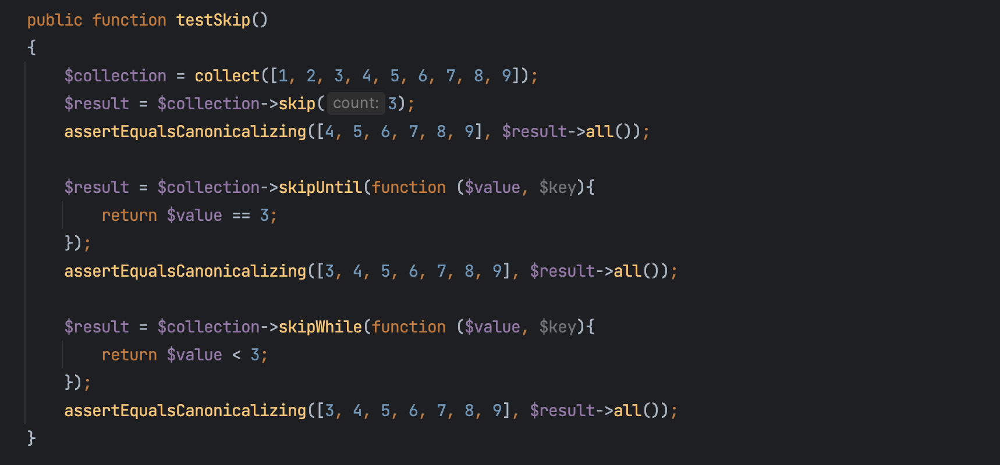 public function testSkip()
{
    $collection = collect([1, 2, 3, 4, 5, 6, 7, 8, 9]);
    $result = $collection->skip( count: 3);
    assertEqualsCanonicalizing([4, 5, 6, 7, 8, 9], $result->all());

    $result = $collection->skipUntil(function ($value, $key){
        return $value == 3;
    });
    assertEqualsCanonicalizing([3, 4, 5, 6, 7, 8, 9], $result->all());

    $result = $collection->skipWhile(function ($value, $key){
        return $value < 3;
    });
    assertEqualsCanonicalizing([3, 4, 5, 6, 7, 8, 9], $result->all());
}